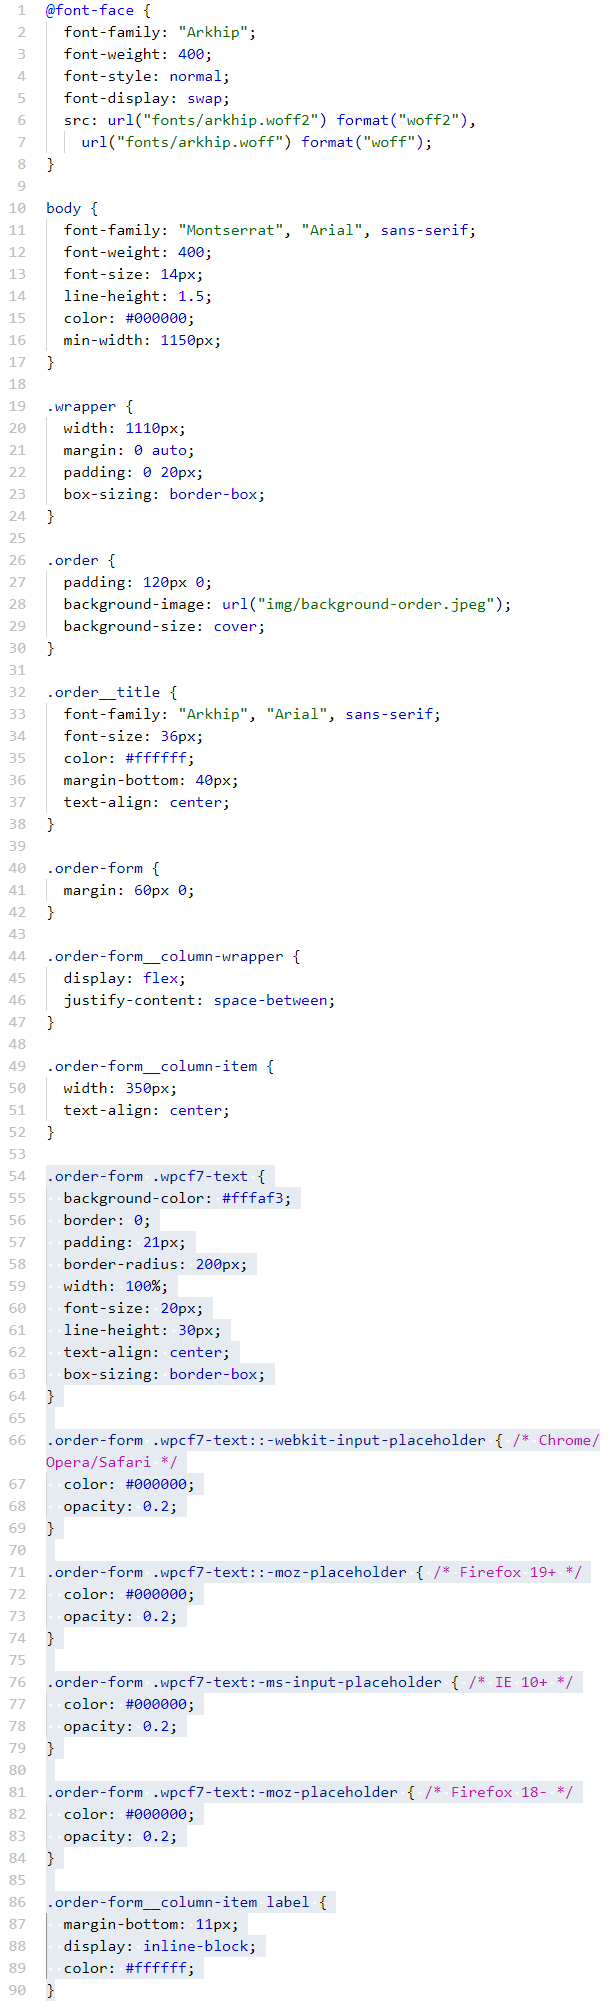 1 @font-face {
2 font-family: "Arkhip";
3 font-weight: 400;
4 font-style: normal;
5 font-display: swap;
6 src: url("fonts/arkhip.woff2") format("woff2"),
7 url("fonts/arkhip.woff") format("woff");
8 }
9
10 body {
11 font-family: "Montserrat", "Arial", sans-serif;
12 font-weight: 400;
13 font-size: 14px;
14 line-height: 1.5;
15 color: #000000;
16 min-width: 1150px;
17 }
18
19 .wrapper {
20 width: 1110px;
21 margin: 0 auto;
22 padding: 0 20px;
23 box-sizing: border-box;
24 }
25
26 .order {
27 padding: 120px 0;
28 background-image: url("img/background-order.jpeg");
29 background-size: cover;
30 }
31
32 .order__title {
33 font-family: "Arkhip", "Arial", sans-serif;
34 font-size: 36px;
35 color: #ffffff;
36 margin-bottom: 40px;
37 text-align: center;
38 }
39
40 .order-form {
41 margin: 60px 0;
42 }
43
44 .order-form__column-wrapper {
45 display: flex;
46 justify-content: space-between;
47 }
48
49 .order-form__column-item {
50 width: 350px;
51 text-align: center;
52 }
53
54 .order-form .wpcf7-text {
55 background-color: #fffaf3;
56 border: 0;
57 padding: 21px;
58 border-radius: 200px;
59 width: 100%;
60 font-size: 20px;
61 line-height: 30px;
62 text-align: center;
63 box-sizing: border-box;
64 }
65
66 .order-form .wpcf7-text::-webkit-input-placeholder { /* Chrome/
Opera/Safari */
67 color: #000000;
68 opacity: 0.2;
69 }
70
71 .order-form .wpcf7-text::-moz-placeholder { /* Firefox 19+ */
72 color: #000000;
73 opacity: 0.2;
74 }
75
76 .order-form .wpcf7-text:-ms-input-placeholder { /* IE 10+ */
77 color: #000000;
78 opacity: 0.2;
79 }
80
81 .order-form .wpcf7-text:-moz-placeholder { /* Firefox 18- */
82 color: #000000;
83 opacity: 0.2;
84 }
85
86 .order-form__column-item label {
87 margin-bottom: 11px;
88 display: inline-block;
89 color: #ffffff;
90 }